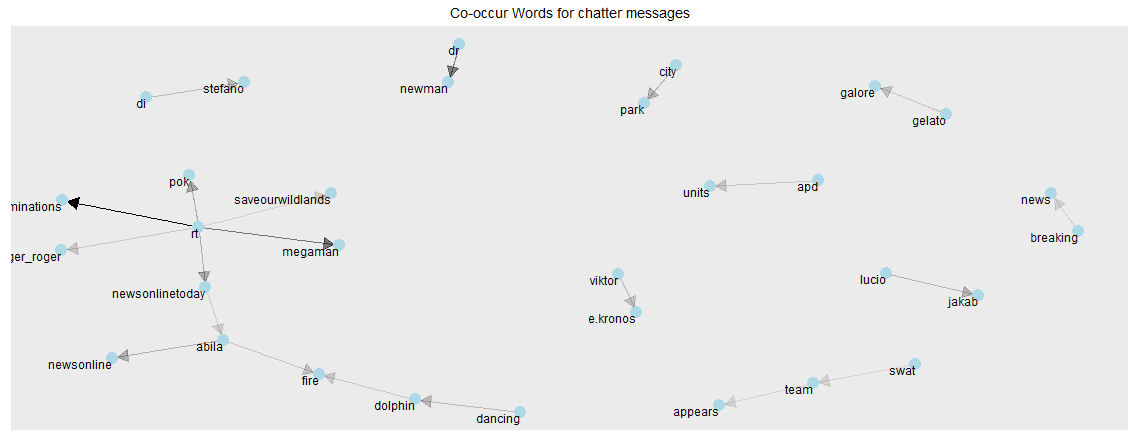 Co-occur Words for chatter messages
dr
city
stefano
newman
galore
di
park
gelato
pok
units
apd
saveourwildlands
news
minations
rt
breaking
megaman
ger_roger
viktor
lucio
newsonlinetoday
jakab
e.kronos
abila
newsonline
swat
fire
team
dolphin
appears
dancing